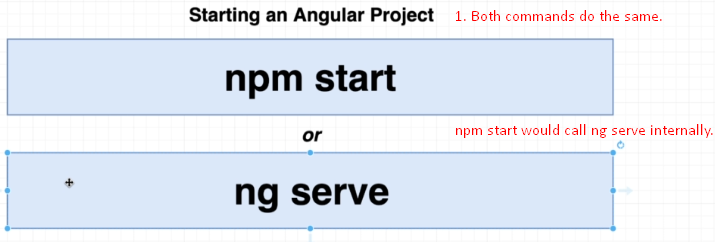 Starting an Angular Project
1. Both commands do the same.
npm start
or
npm start would call ng serve internally.
ng serve